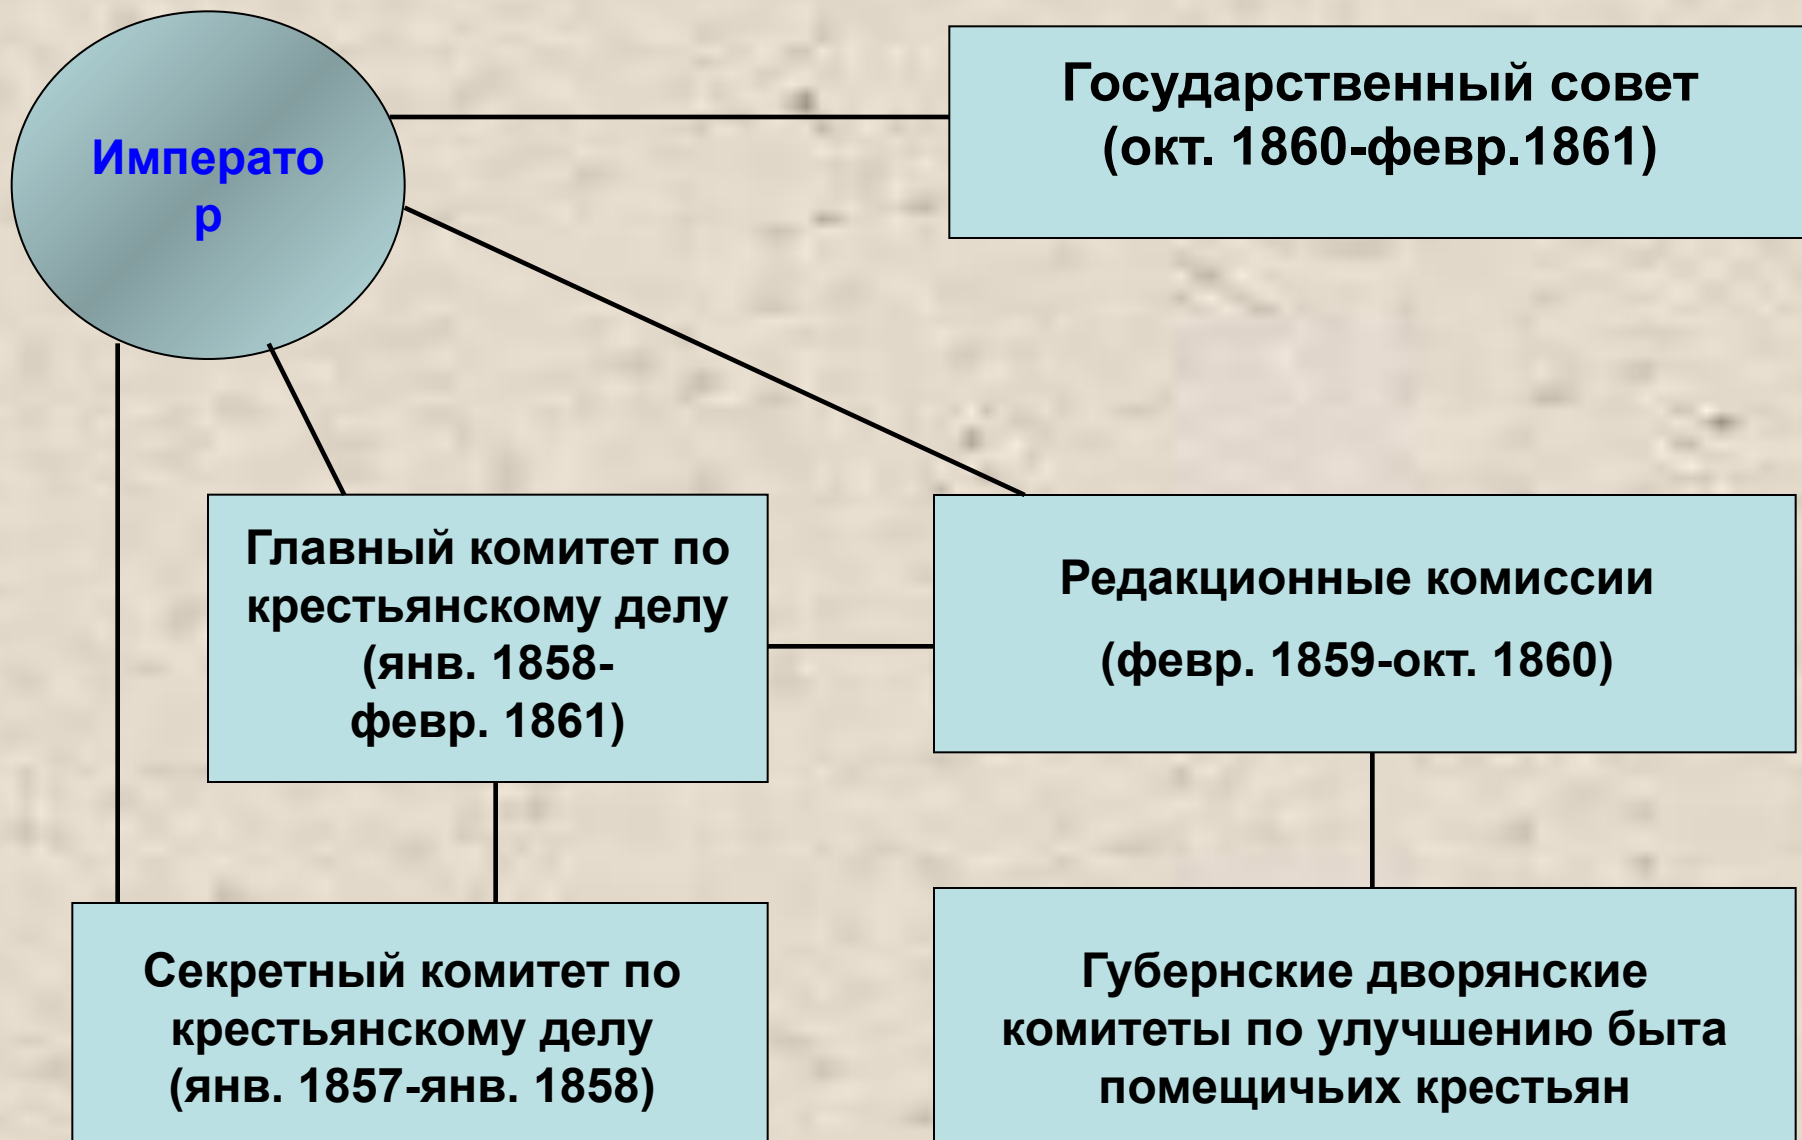 Императо
р
Государственный совет
(окт. 1860-февр.1861)
Главный комитет по
крестьянскому делу
(янв. 1858-
февр. 1861)
Редакционные комиссии
(февр. 1859-окт. 1860)
Секретный комитет по
крестьянскому делу
(янв. 1857-янв. 1858)
Губернские дворянские
комитеты по улучшению быта
помещичьих крестьян